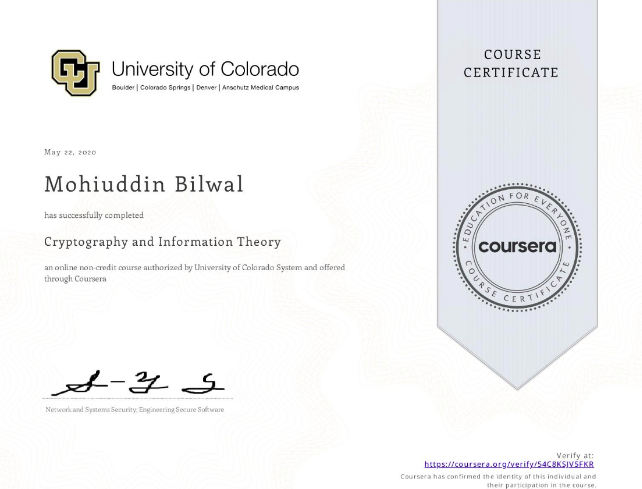 University of Colorado
Boulder | Colorado Springs | Denver | Anschutz Medical Campus
COURSE
CERTIFICATE
May 22, 2020
Mohiuddin Bilwal
has successfully completed
Cryptography and Information Theory
an online non-credit course authorized by University of Colorado System and offered
through Coursera
EDUCATION FOR EVERYONE
coursera
COURSE CERTIFICATE
Network and Systems Security; Engineering Secure Software
Verify at:
https://coursera.org/verify/S4C8KSJVSFKR
Coursera has confirmed the identity of this individual and
their participation in the course.